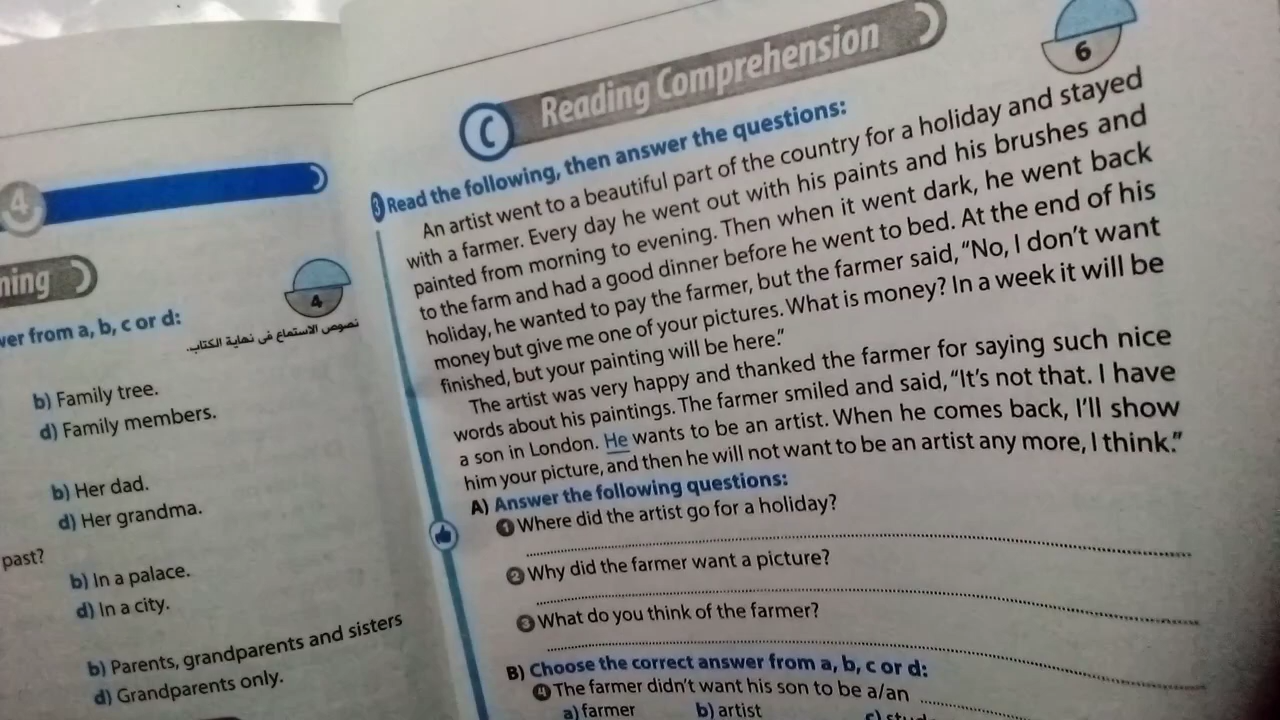 4
ning
4
ver from a, b, c or d:
نصوص الاستماع فى نهاية الكتاب.
b) Family tree.
d) Family members.
b) Her dad.
d) Her grandma.
past?
b) In a palace.
d) In a city.
b) Parents, grandparents and sisters
d) Grandparents only.
C Reading Comprehension
6
3 Read the following, then answer the questions:
An artist went to a beautiful part of the country for a holiday and stayed
with a farmer. Every day he went out with his paints and his brushes and
painted from morning to evening. Then when it went dark, he went back
to the farm and had a good dinner before he went to bed. At the end of his
holiday, he wanted to pay the farmer, but the farmer said, "No, I don't want
money but give me one of your pictures. What is money? In a week it will be
finished, but your painting will be here."
The artist was very happy and thanked the farmer for saying such nice
words about his paintings. The farmer smiled and said, "It's not that. I have
a son in London. He wants to be an artist. When he comes back, I'll show
him your picture, and then he will not want to be an artist any more, I think."
A) Answer the following questions:
1 Where did the artist go for a holiday?
2 Why did the farmer want a picture?
3 What do you think of the farmer?
B) Choose the correct answer from a, b, c or d:
4 The farmer didn't want his son to be a/an
a) farmer b) artist c)